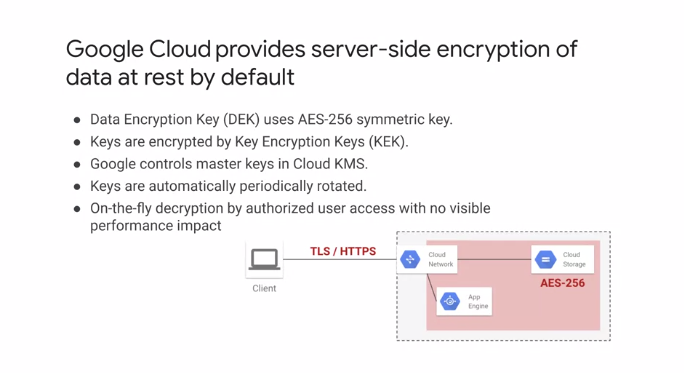 Google Cloud provides server-side encryption of
data at rest by default
● Data Encryption Key (DEK) uses AES-256 symmetric key.
● Keys are encrypted by Key Encryption Keys (KEK).
● Google controls master keys in Cloud KMS.
● Keys are automatically periodically rotated.
● On-the-fly decryption by authorized user access with no visible
performance impact
TLS / HTTPS
Client
Cloud
Network
Cloud
Storage
AES-256
App
Engine